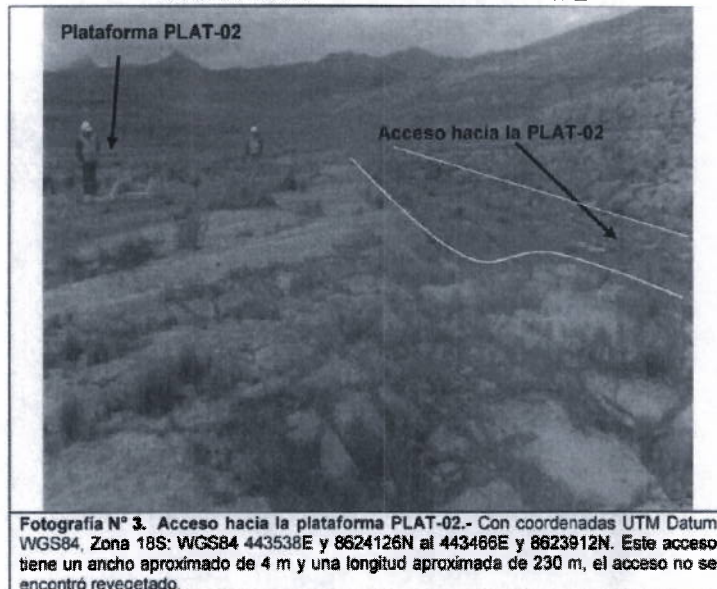 Plataforma PLAT-02
Acceso hacia la PLAT-02
Fotografía N° 3. Acceso hacia la plataforma PLAT-02.- Con coordenadas UTM Datum
WGS84, Zona 18S: WGS84 443538E y 8624126N al 443466E y 8623912N. Este acceso
tiene un ancho aproximado de 4 m y una longitud aproximada de 230 m, el acceso no se
encontró revegetado.